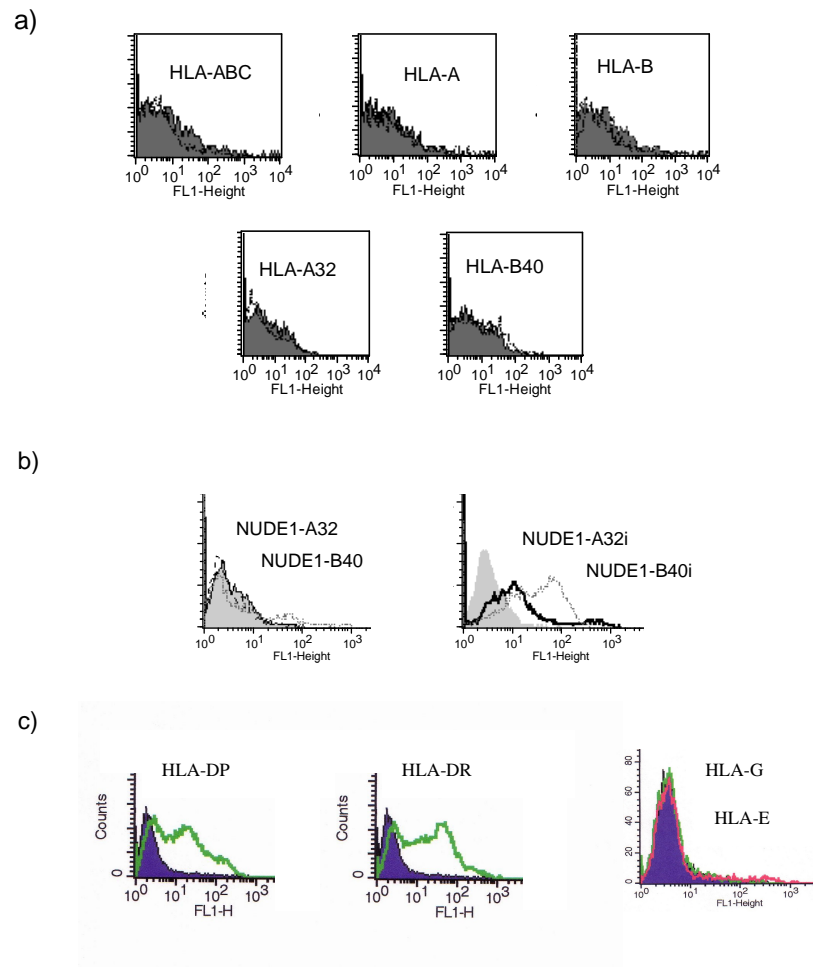 a)
HLA-ABC
HLA-A
HLA-B
10^0 10^1 10^2 10^3 10^4
FL1-Height
10^0 10^1 10^2 10^3 10^4
FL1-Height
10^0 10^1 10^2 10^3 10^4
FL1-Height
HLA-A32
HLA-B40
10^0 10^1 10^2 10^3 10^4
FL1-Height
10^0 10^1 10^2 10^3 10^4
FL1-Height
b)
NUDE1-A32
NUDE1-B40
10^0 10^1 10^2 10^3
FL1-Height
NUDE1-A32i
NUDE1-B40i
10^0 10^1 10^2 10^3
FL1-Height
c)
HLA-DP
Counts
0
10^0 10^1 10^2 10^3
FL1-H
HLA-DR
Counts
0
10^0 10^1 10^2 10^3
FL1-H
HLA-G
HLA-E
80
60
40
20
0
10^0 10^1 10^2 10^3
FL1-Height